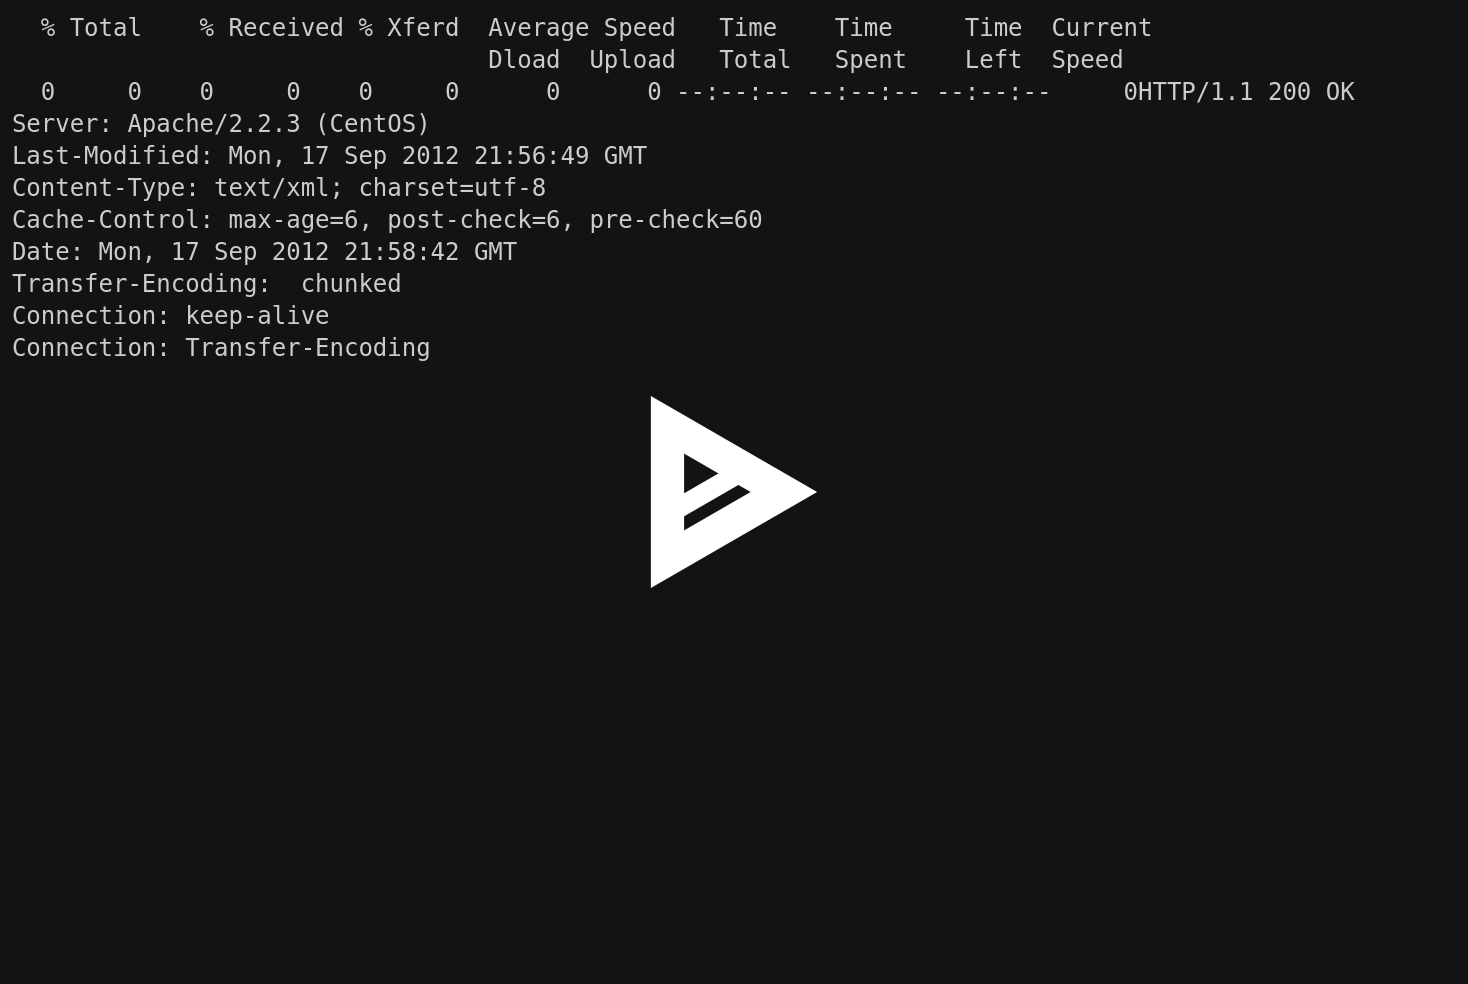 % Total    % Received % Xferd  Average Speed   Time    Time     Time  Current
                               Dload  Upload   Total   Spent    Left  Speed
  0     0    0     0    0     0      0      0 --:--:-- --:--:-- --:--:--     0HTTP/1.1 200 OK
Server: Apache/2.2.3 (CentOS)
Last-Modified: Mon, 17 Sep 2012 21:56:49 GMT
Content-Type: text/xml; charset=utf-8
Cache-Control: max-age=6, post-check=6, pre-check=60
Date: Mon, 17 Sep 2012 21:58:42 GMT
Transfer-Encoding:  chunked
Connection: keep-alive
Connection: Transfer-Encoding